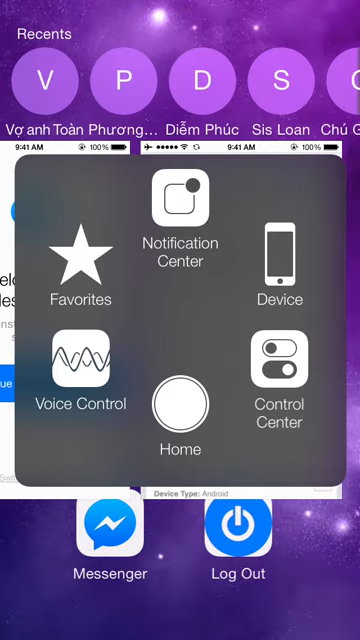 Recents
V
P
D
S
Vợ anh Toàn
Phương...
Diễm Phúc
Sis Loan
Chú G
9:41 AM
100%
9:41 AM
100%
Notification
Center
Favorites
Device
Voice Control
Control
Center
Home
Device Type: Android
Messenger
Log Out